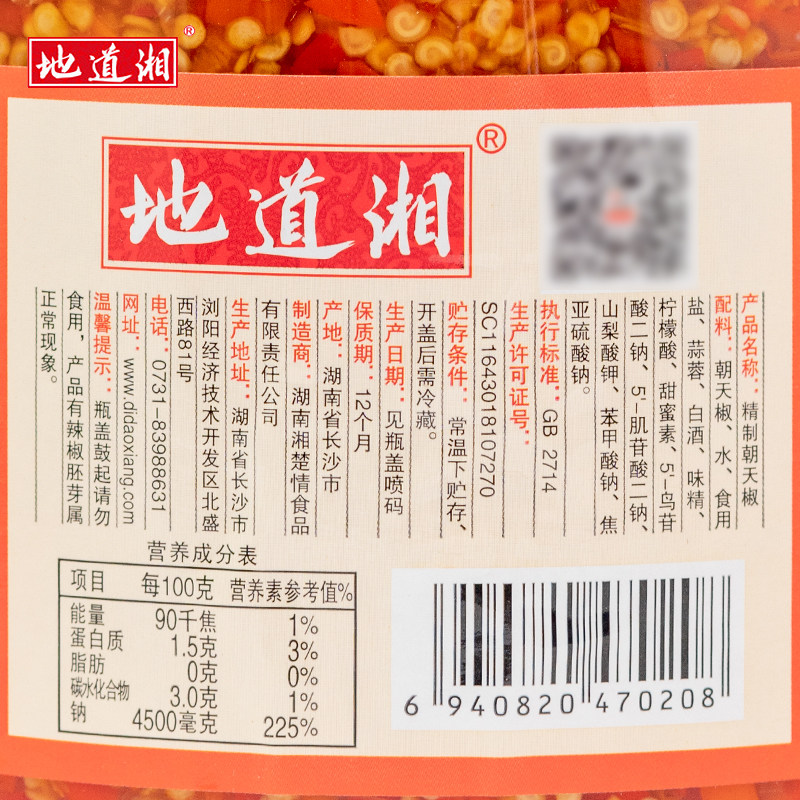 地道湘®
地道湘®
产品名称：精制朝天椒
配料：朝天椒、水、食用
盐、蒜蓉、白酒、味精、
柠檬酸、甜蜜素、5'-鸟苷
酸二钠、5'-肌苷酸二钠、
山梨酸钾、苯甲酸钠、焦
亚硫酸钠。
执行标准：GB 2714
生产许可证号：
SC11643018107270
贮存条件：常温下贮存、
开盖后需冷藏。
生产日期：见瓶盖喷码
保质期：12个月
产地：湖南省长沙市
制造商：湖南湘楚情食品
有限责任公司
生产地址：湖南省长沙市
浏阳经济技术开发区北盛
西路81号
电话：0731-83988631
网址：www.didaoxiang.com
温馨提示：瓶盖鼓起请勿
食用，产品有辣椒胚芽属
正常现象。
营养成分表
项目 每100克 营养素参考值%
能量 90千焦 1%
蛋白质 1.5克 3%
脂肪 0克 0%
碳水化合物 3.0克 1%
钠 4500毫克 225%
6 940820 470208